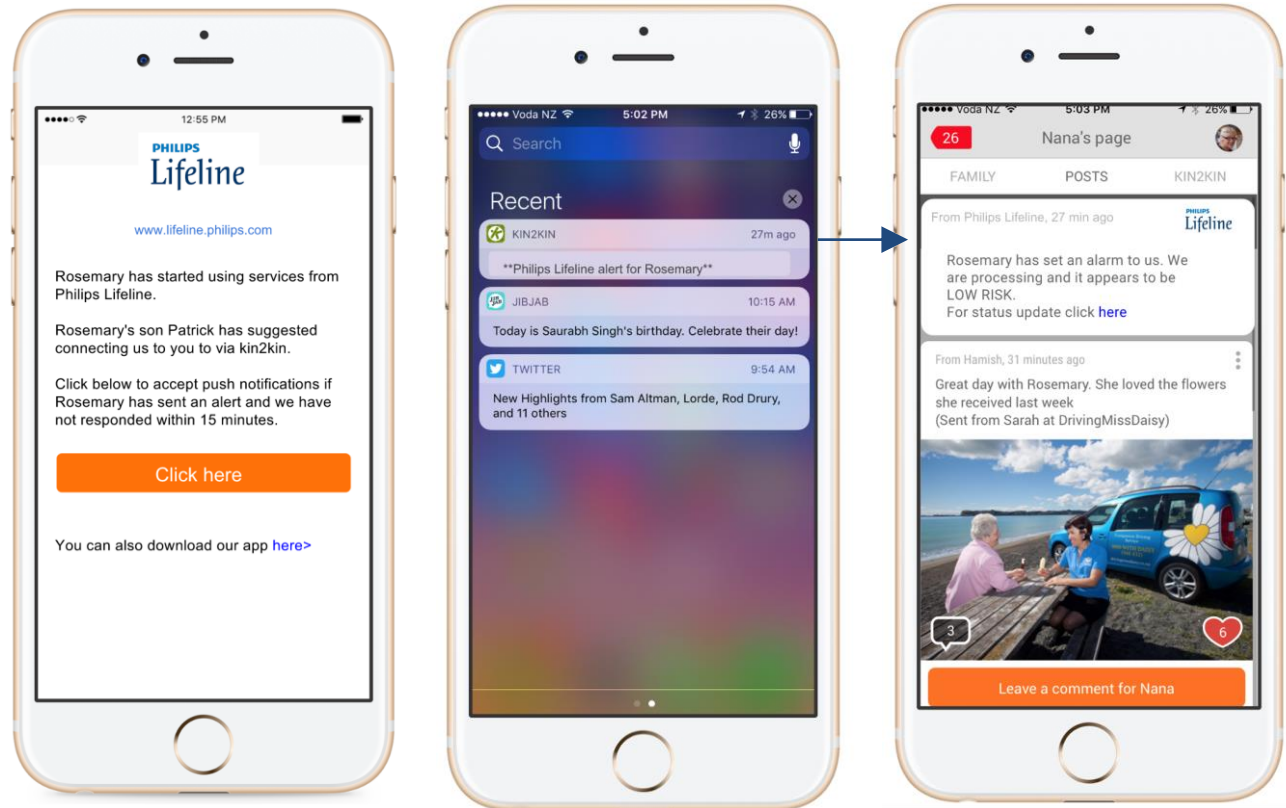 12:55 PM
PHILIPS
Lifeline
www.lifeline.philips.com
Rosemary has started using services from
Philips Lifeline.
Rosemary's son Patrick has suggested
connecting us to you to via kin2kin.
Click below to accept push notifications if
Rosemary has sent an alert and we have
not responded within 15 minutes.
Click here
You can also download our app here>
Voda NZ 5:02 PM 26%
Search
Recent
KIN2KIN 27m ago
**Philips Lifeline alert for Rosemary**
JIBJAB 10:15 AM
Today is Saurabh Singh's birthday. Celebrate their day!
TWITTER 9:54 AM
New Highlights from Sam Altman, Lorde, Rod Drury,
and 11 others
Voda NZ 5:03 PM 26%
26 Nana's page
FAMILY POSTS KIN2KIN
From Philips Lifeline, 27 min ago
PHILIPS
Lifeline
Rosemary has set an alarm to us. We
are processing and it appears to be
LOW RISK.
For status update click here
From Hamish, 31 minutes ago
Great day with Rosemary. She loved the flowers
she received last week
(Sent from Sarah at DrivingMissDaisy)
3
6
Leave a comment for Nana